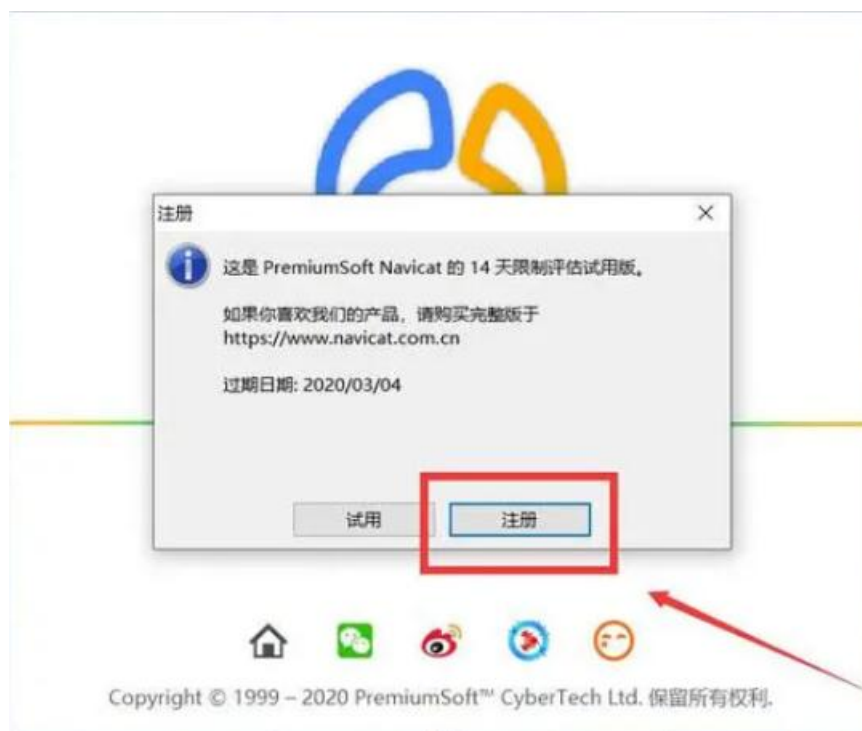 注册
这是 PremiumSoft Navicat 的 14 天限制评估试用版。
如果你喜欢我们的产品，请购买完整版于
https://www.navicat.com.cn
过期日期: 2020/03/04
试用
注册
Copyright © 1999 – 2020 PremiumSoft™ CyberTech Ltd. 保留所有权利.